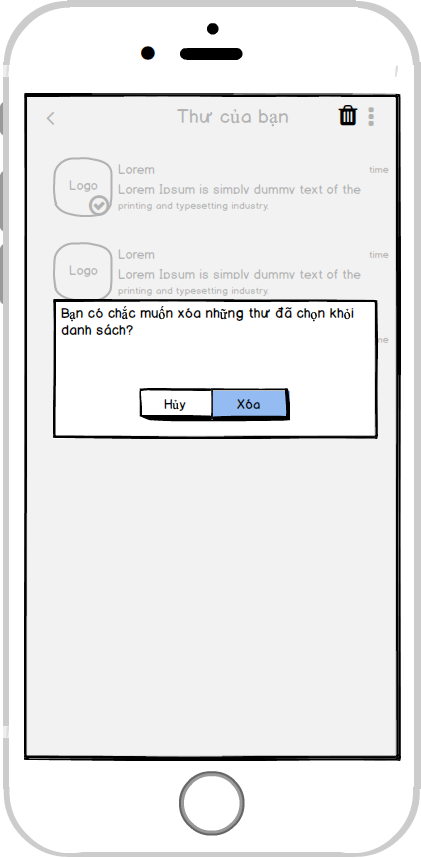 Thư của bạn
Lorem
time
Logo
Lorem Ipsum is simply dummy text of the
printing and typesetting industry.
Lorem
time
Logo
Lorem Ipsum is simply dummy text of the
printing and typesetting industry.
Bạn có chắc muốn xóa những thư đã chọn khỏi
danh sách?
Hủy
Xóa